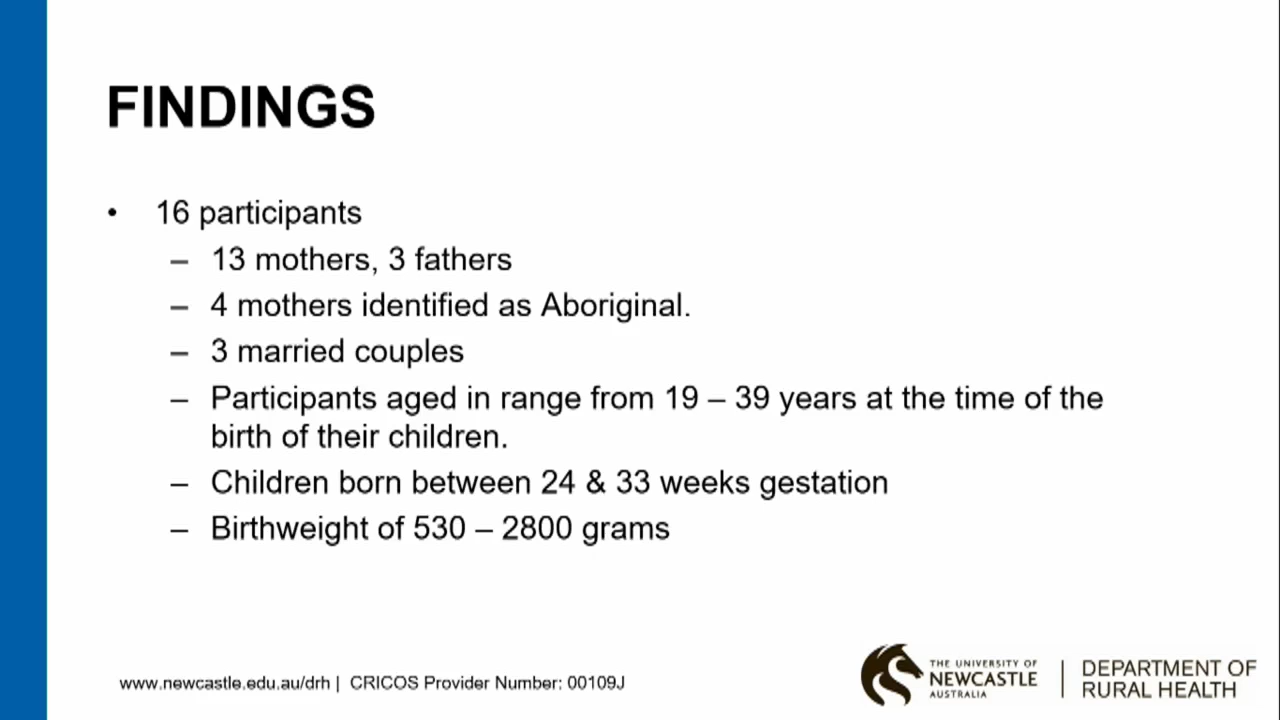 FINDINGS
• 16 participants
– 13 mothers, 3 fathers
– 4 mothers identified as Aboriginal.
– 3 married couples
– Participants aged in range from 19 – 39 years at the time of the
birth of their children.
– Children born between 24 & 33 weeks gestation
– Birthweight of 530 – 2800 grams
www.newcastle.edu.au/drh | CRICOS Provider Number: 00109J
THE UNIVERSITY OF
NEWCASTLE
AUSTRALIA
DEPARTMENT OF
RURAL HEALTH